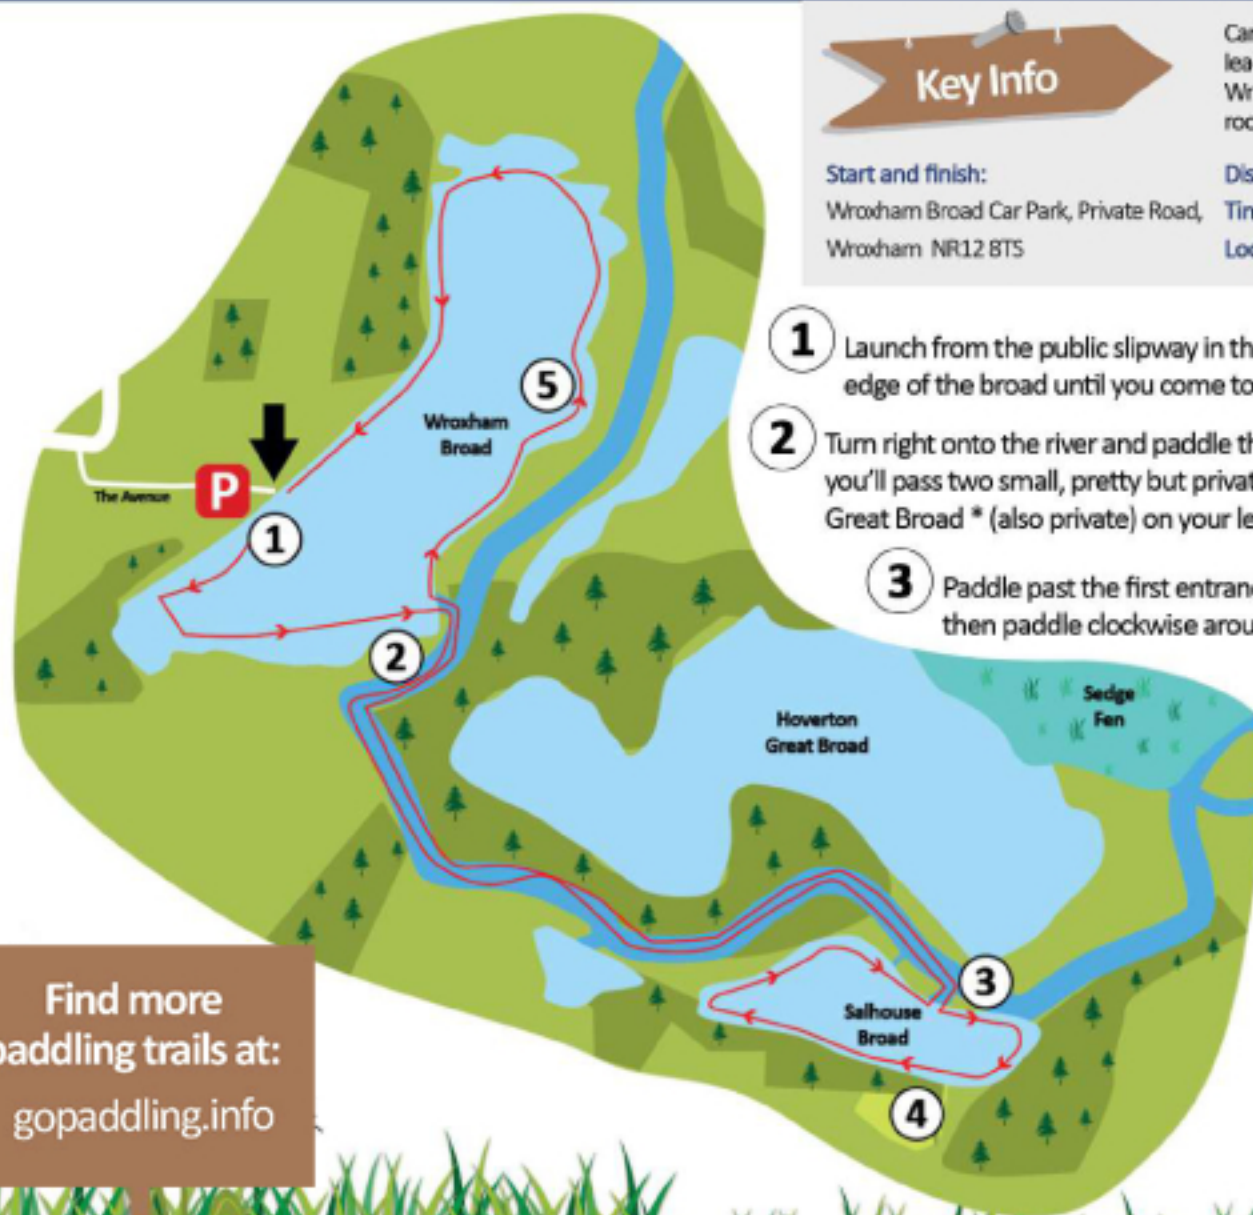 Key Info
Start and finish:
Wroxham Broad Car Park, Private Road,
Wroxham NR12 8TS
1
Launch from the public slipway in th
edge of the broad until you come to
2
Turn right onto the river and paddle th
you'll pass two small, pretty but privat
Great Broad * (also private) on your le
3
Paddle past the first entranc
then paddle clockwise arou
5
Wroxham
Broad
The Avenue
P
1
2
Sedge
Fen
Hoverton
Great Broad
3
Salhouse
Broad
4
Find more
paddling trails at:
gopaddling.info